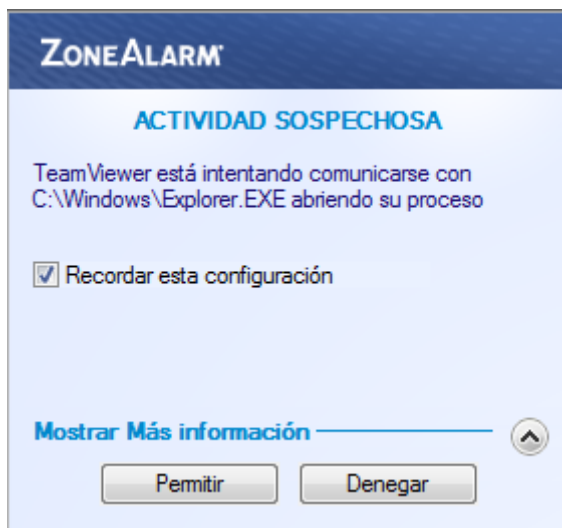 ZONEALARM
ACTIVIDAD SOSPECHOSA
TeamViewer está intentando comunicarse con
C:\Windows\Explorer.EXE abriendo su proceso
Recordar esta configuración
Mostrar Más información
Permitir Denegar